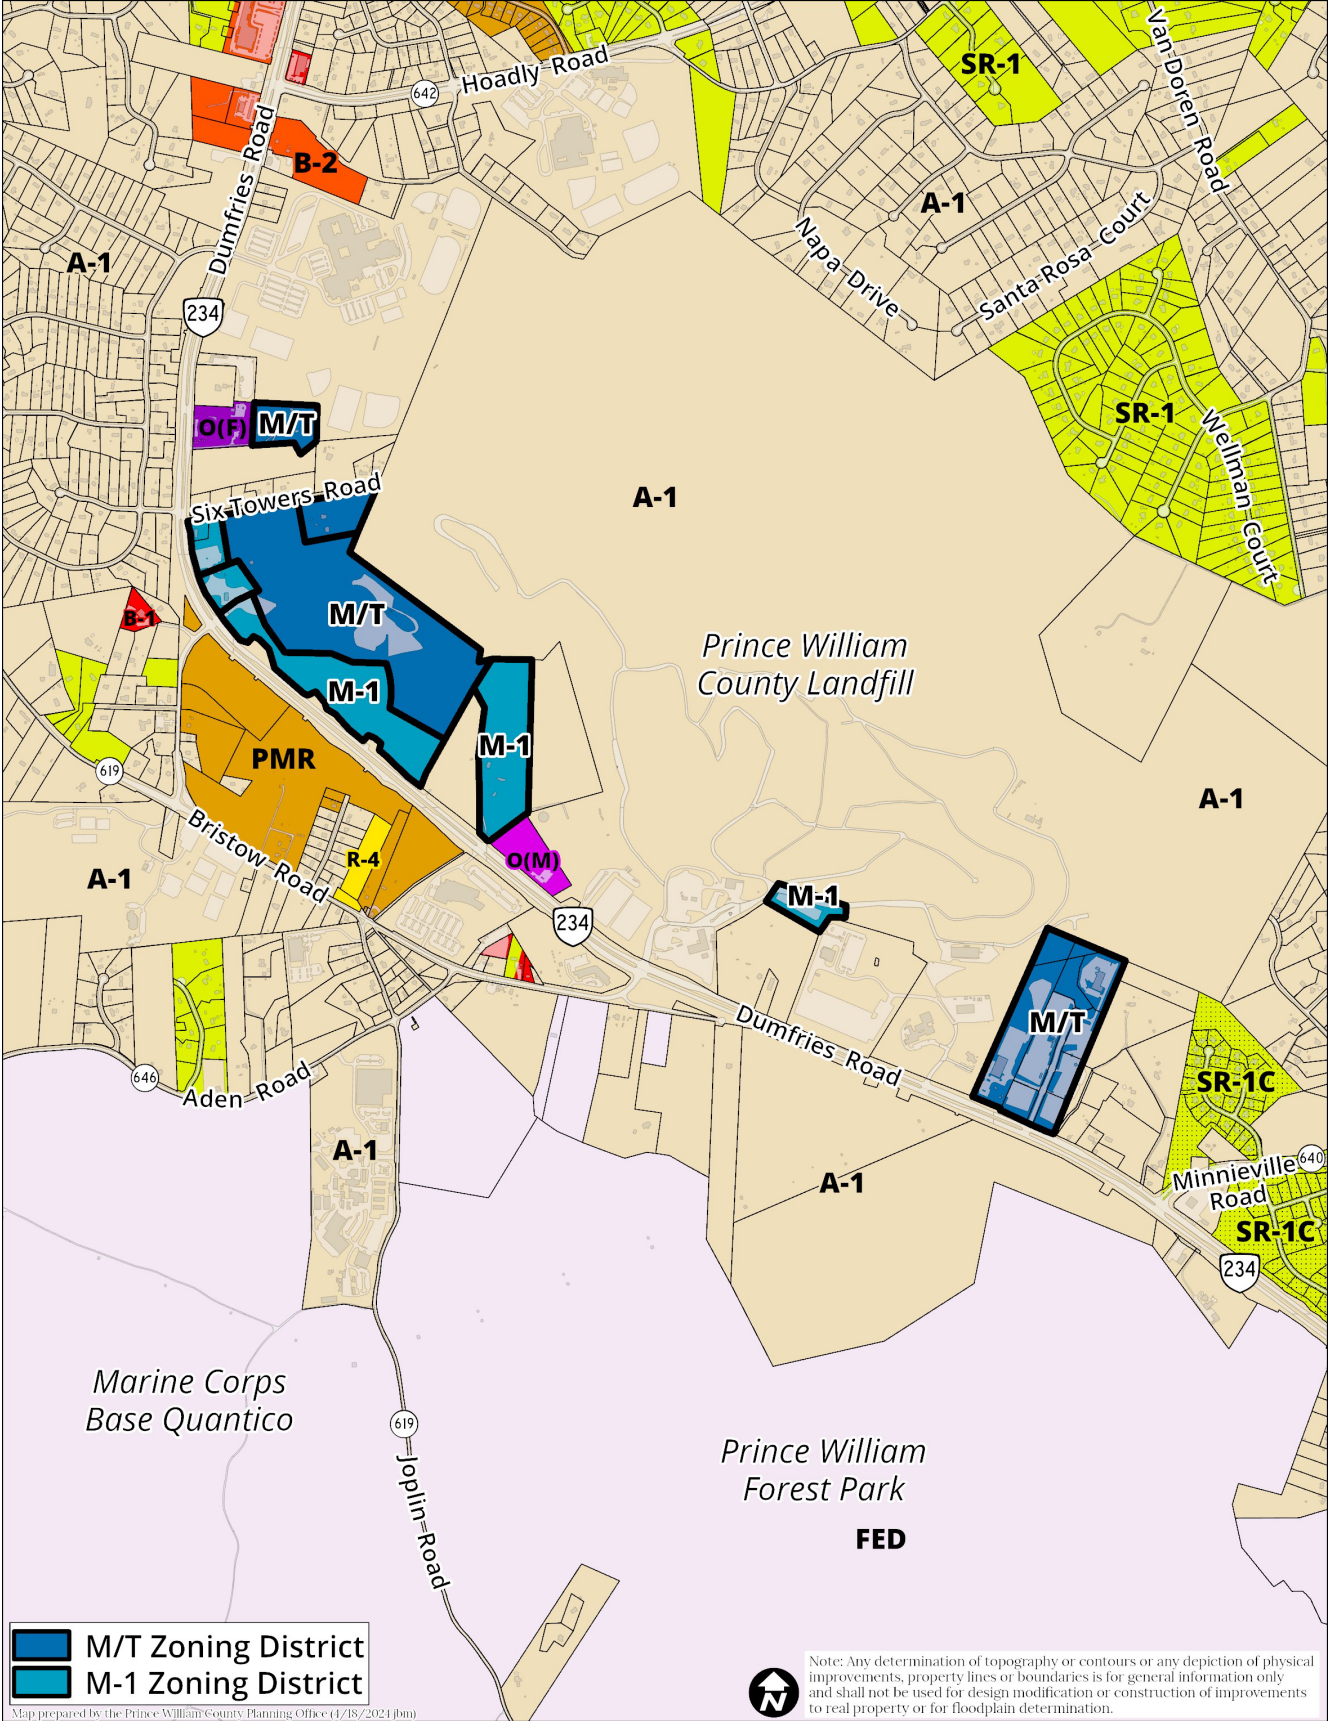 SR-1
Van Doren Road
Hoadly Road
642
B-2
Dumfries Road
A-1
A-1
Napa Drive
Santa Rosa Court
234
O(F)
M/T
SR-1
Wellman Court
Six Towers Road
A-1
M/T
B-1
Prince William
County Landfill
M-1
M-1
PMR
619
A-1
Bristow Road
R-4
O(M)
A-1
M-1
234
Dumfries Road
M/T
646
Aden Road
SR-1C
A-1
A-1
Minnieville
Road
640
SR-1C
234
Marine Corps
Base Quantico
619
Joplin Road
Prince William
Forest Park
FED
M/T Zoning District
M-1 Zoning District
Map prepared by the Prince William County Planning Office (4/18/2024 jbm)
N
Note: Any determination of topography or contours or any depiction of physical
improvements, property lines or boundaries is for general information only
and shall not be used for design modification or construction of improvements
to real property or for floodplain determination.